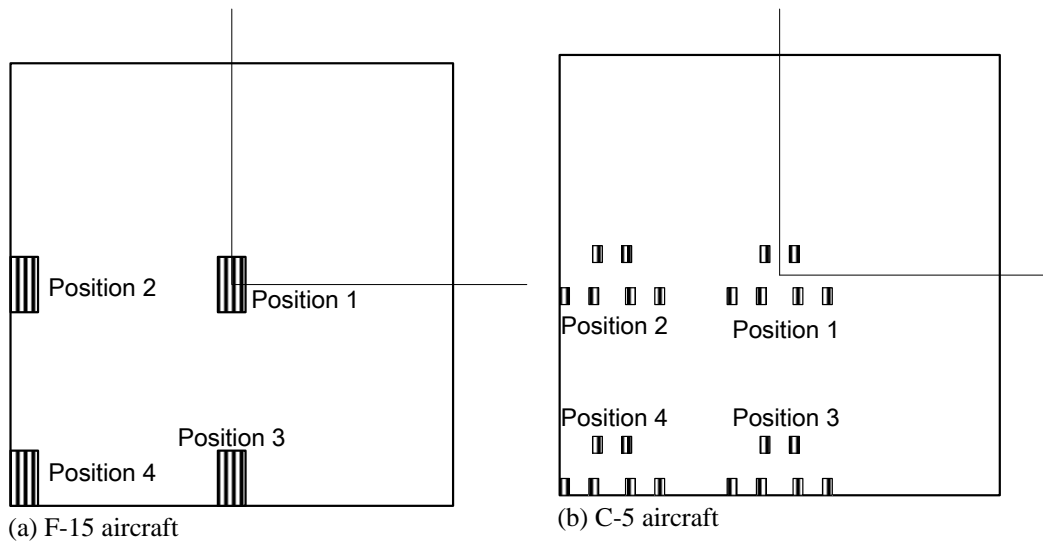 Position 2
Position 1
Position 3
Position 4
(a) F-15 aircraft
Position 2
Position 1
Position 4
Position 3
(b) C-5 aircraft